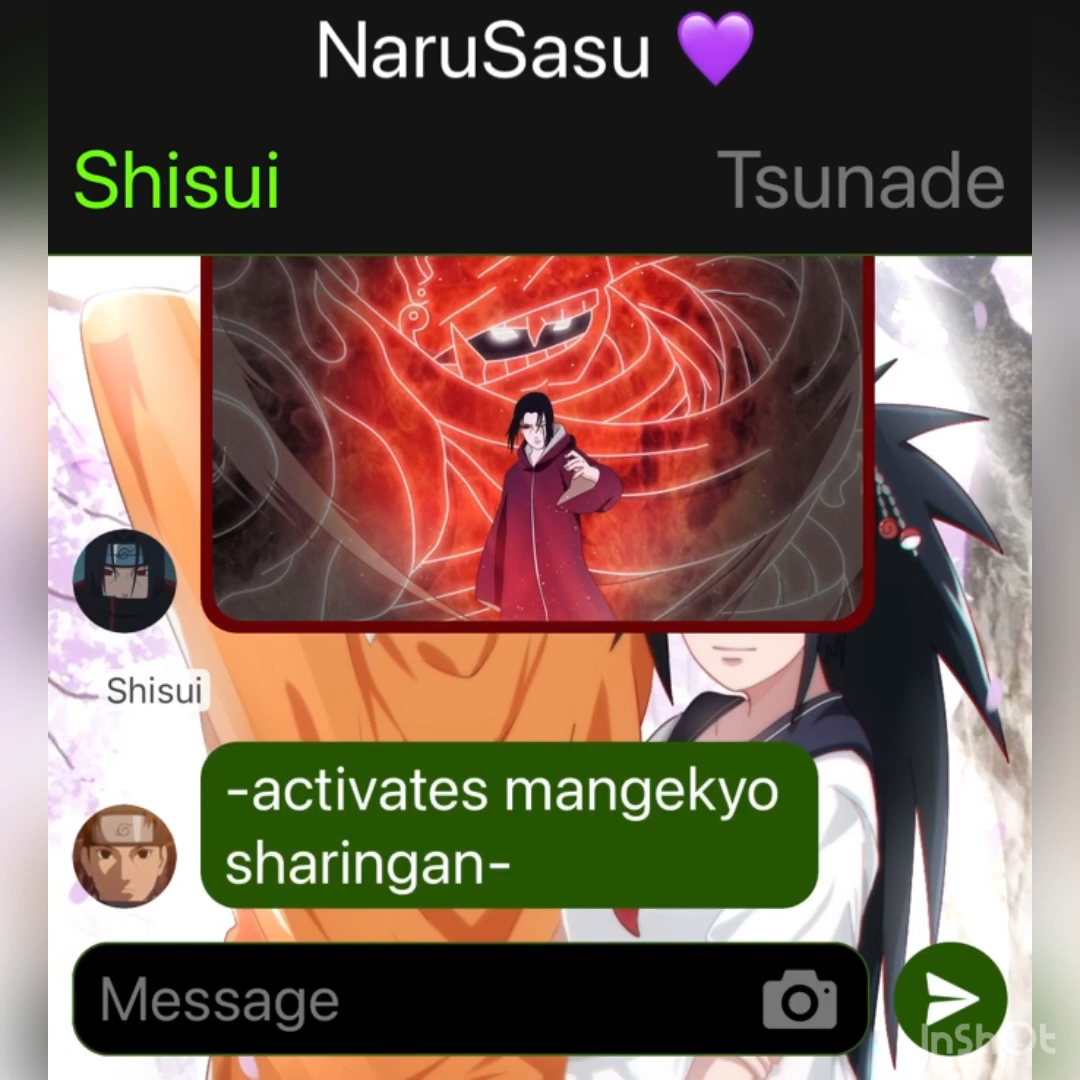 NaruSasu 💜
Shisui
Tsunade
Shisui
-activates mangekyo
sharingan-
Message
InShOt